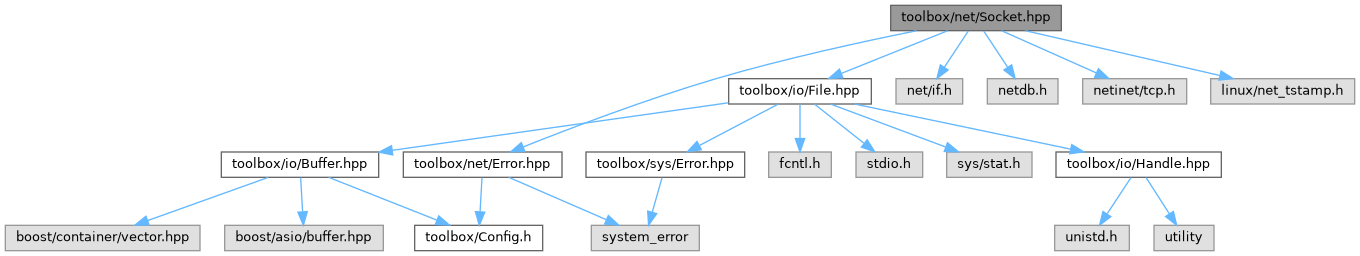 toolbox/net/Socket.hpp
toolbox/io/File.hpp
net/if.h
netdb.h
netinet/tcp.h
linux/net_tstamp.h
toolbox/io/Buffer.hpp
toolbox/net/Error.hpp
toolbox/sys/Error.hpp
fcntl.h
stdio.h
sys/stat.h
toolbox/io/Handle.hpp
boost/container/vector.hpp
boost/asio/buffer.hpp
toolbox/Config.h
system_error
unistd.h
utility